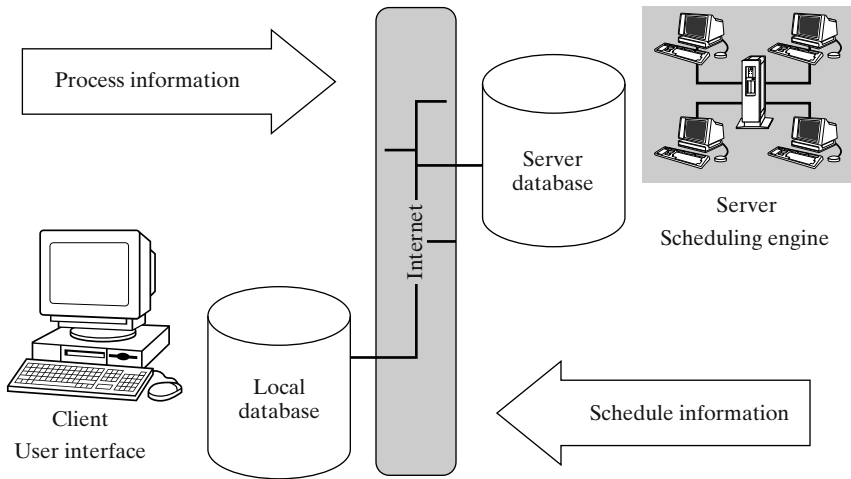 Process information
Server
database
Server
Scheduling engine
Internet
Client
User interface
Local
database
Schedule information